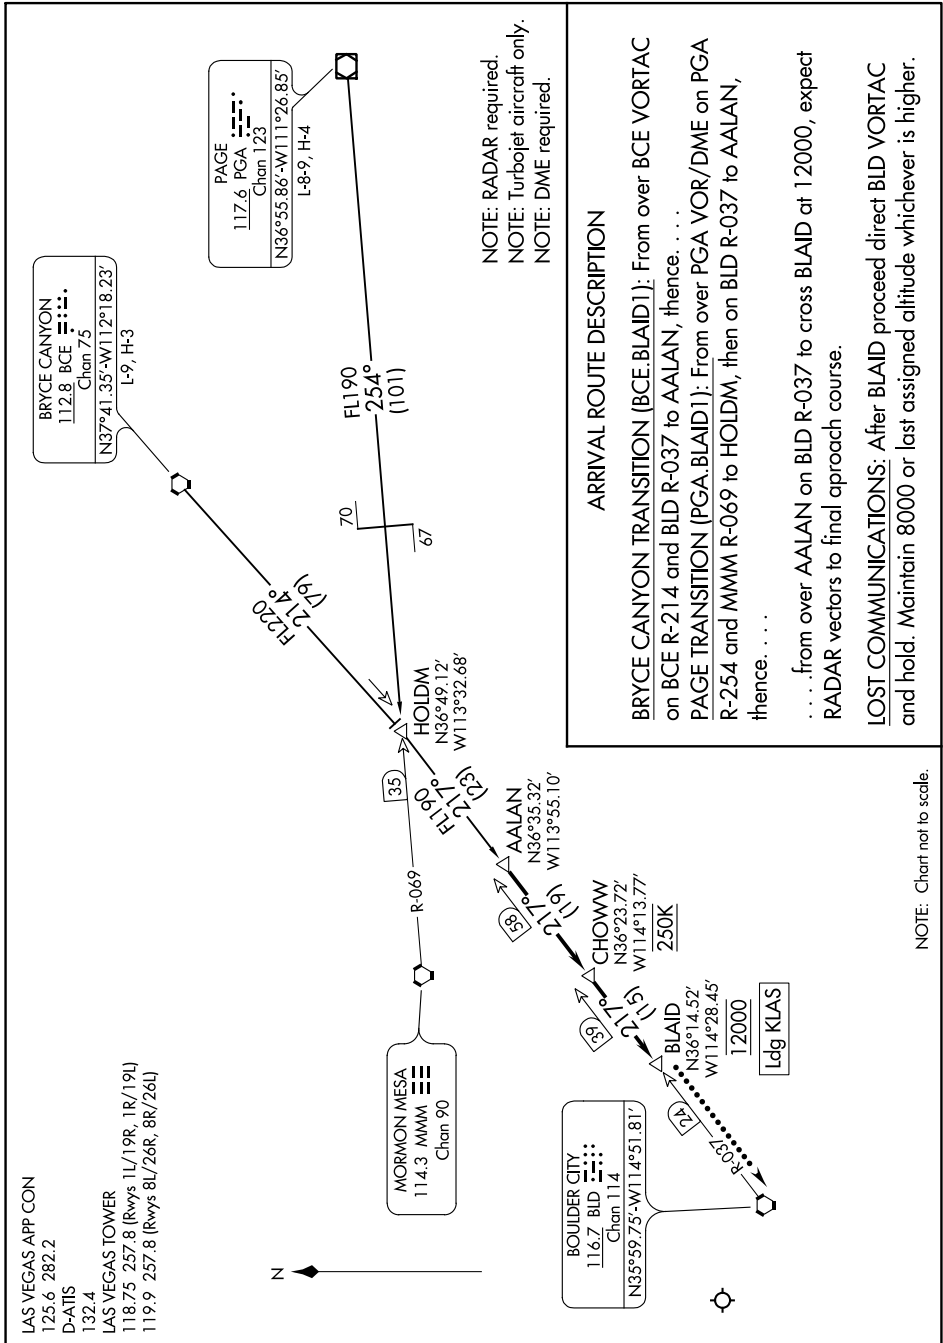 LAS VEGAS APP CON
125.6 282.2
D-ATIS
132.4
LAS VEGAS TOWER
118.75 257.8 (Rwys 1L/19R, 1R/19L)
119.9 257.8 (Rwys 8L/26R, 8R/26L)
BRYCE CANYON
112.8 BCE
Chan 75
N37°41.35′-W112°18.23′
L-9, H-3
PAGE
117.6 PGA
Chan 123
N36°55.86′-W111°26.85′
L-8-9, H-4
FL220
214°
(79)
FL190
254°
(101)
70
67
NOTE: RADAR required.
NOTE: Turbojet aircraft only.
NOTE: DME required.
HOLDM
N36°49.12′
W113°32.68′
35
R-069
MORMON MESA
114.3 MMM
Chan 90
FL190
217°
(23)
AALAN
N36°35.32′
W113°55.10′
58
217°
(19)
CHOWW
N36°23.72′
W114°13.77′
250K
39
217°
(15)
BLAID
N36°14.52′
W114°28.45′
12000
Ldg KLAS
24
R-037
BOULDER CITY
116.7 BLD
Chan 114
N35°59.75′-W114°51.81′
N
ARRIVAL ROUTE DESCRIPTION
BRYCE CANYON TRANSITION (BCE.BLAID1): From over BCE VORTAC
on BCE R-214 and BLD R-037 to AALAN, thence. . . .
PAGE TRANSITION (PGA.BLAID1): From over PGA VOR/DME on PGA
R-254 and MMM R-069 to HOLDM, then on BLD R-037 to AALAN,
thence. . . .
. . . .from over AALAN on BLD R-037 to cross BLAID at 12000, expect
RADAR vectors to final aproach course.
LOST COMMUNICATIONS: After BLAID proceed direct BLD VORTAC
and hold. Maintain 8000 or last assigned altitude whichever is higher.
NOTE: Chart not to scale.